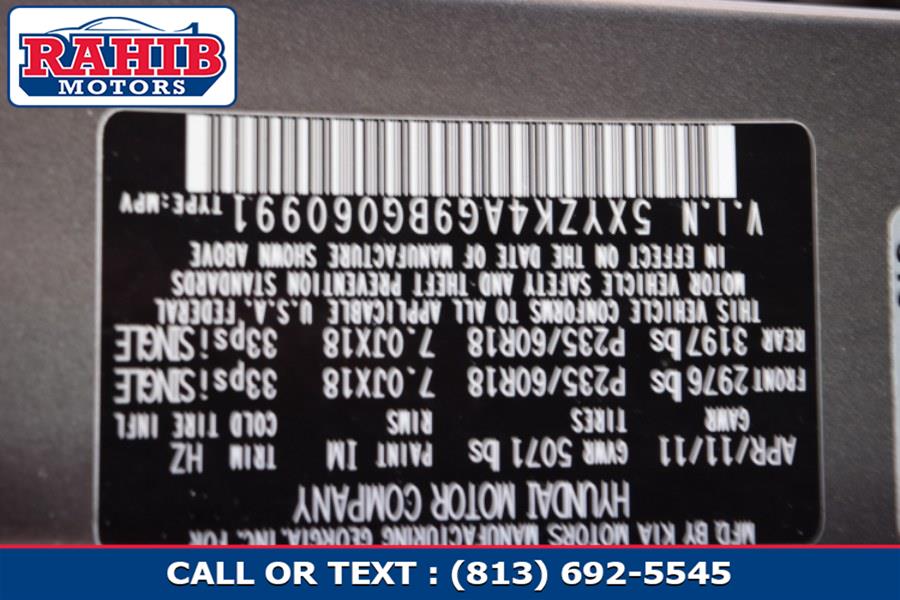 RAHIB
MOTORS
MFD. BY KIA MOTORS MANUFACTURING GEORGIA, INC. FOR
HYUNDAI MOTOR COMPANY
APR/11/11 GVWR 5071 lbs PAINT IM TRIM HZ
GAWR TIRES RIMS COLD TIRE INFL
FRONT 2976 lbs P235/60R18 7.0JX18 33psi SINGLE
REAR 3197 lbs P235/60R18 7.0JX18 33psi SINGLE
THIS VEHICLE CONFORMS TO ALL APPLICABLE U.S.A. FEDERAL
MOTOR VEHICLE SAFETY AND THEFT PREVENTION STANDARDS
IN EFFECT ON THE DATE OF MANUFACTURE SHOWN ABOVE
V.I.N 5XYZK4AG9BG060991 TYPE:MPV
CALL OR TEXT : (813) 692-5545